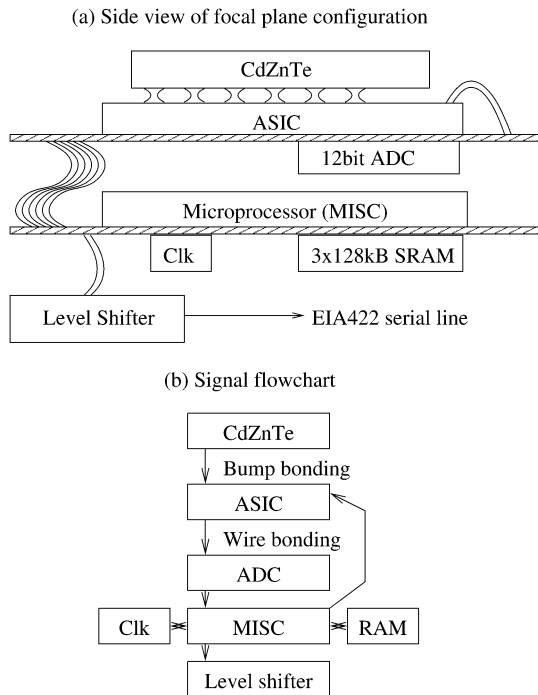 (a) Side view of focal plane configuration
CdZnTe
ASIC
12bit ADC
Microprocessor (MISC)
Clk
3x128kB SRAM
Level Shifter
EIA422 serial line
(b) Signal flowchart
CdZnTe
Bump bonding
ASIC
Wire bonding
ADC
Clk
MISC
RAM
Level shifter